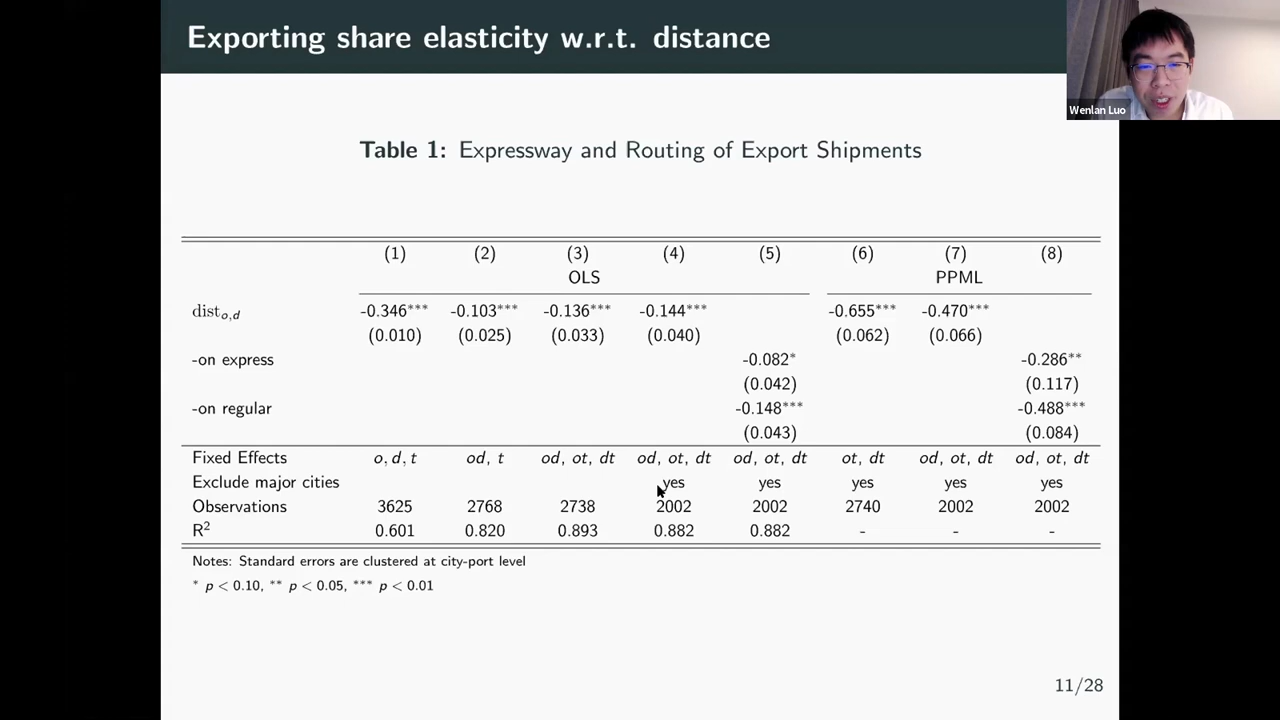 Exporting share elasticity w.r.t. distance
Wenlan Luo
Table 1: Expressway and Routing of Export Shipments
(1) (2) (3) (4) (5) (6) (7) (8)
OLS PPML
dist_{o,d} -0.346*** -0.103*** -0.136*** -0.144*** -0.655*** -0.470***
(0.010) (0.025) (0.033) (0.040) (0.062) (0.066)
-on express -0.082* -0.286**
(0.042) (0.117)
-on regular -0.148*** -0.488***
(0.043) (0.084)
Fixed Effects o, d, t od, t od, ot, dt od, ot, dt od, ot, dt ot, dt od, ot, dt od, ot, dt
Exclude major cities yes yes yes yes yes
Observations 3625 2768 2738 2002 2002 2740 2002 2002
R² 0.601 0.820 0.893 0.882 0.882 - - -
Notes: Standard errors are clustered at city-port level
* p < 0.10, ** p < 0.05, *** p < 0.01
11/28